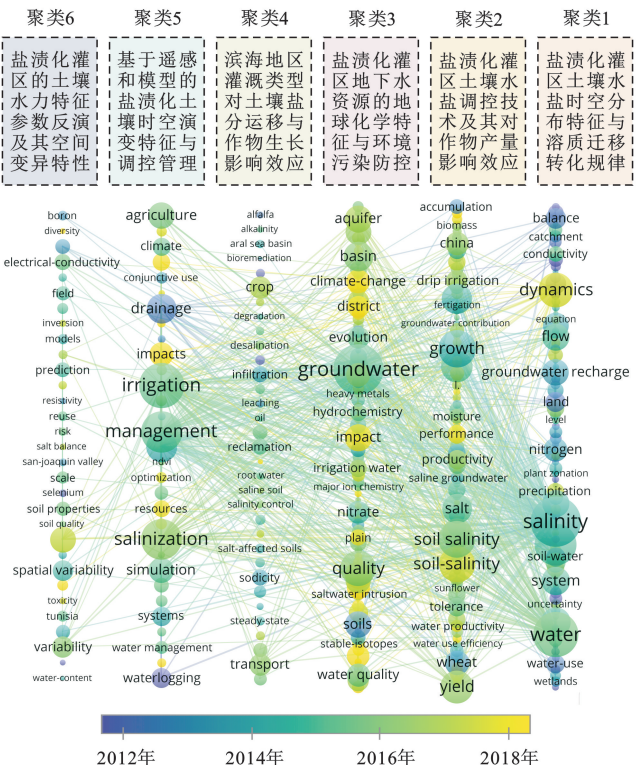 聚类6
聚类5
聚类4
聚类3
聚类2
聚类1
盐渍化灌
区的土壤
水力特征
参数反演
及其空间
变异特性
基于遥感
和模型的
盐渍化土
壤时空演
变特征与
调控管理
滨海地区
灌溉类型
对土壤盐
分运移与
作物生长
影响效应
盐渍化灌
区地下水
资源的地
球化学特
征与环境
污染防控
盐渍化灌
区土壤水
盐调控技
术及其对
作物产量
影响效应
盐渍化灌
区土壤水
盐时空分
布特征与
溶质迁移
转化规律
boron
diversity
electrical-conductivity
field
inversion
models
prediction
resistivity
reuse
risk
salt balance
san-joaquin valley
scale
selenium
soil properties
soil quality
spatial variability
toxicity
tunisia
variability
water-content
agriculture
climate
conjunctive use
drainage
impacts
irrigation
management
ndvi
optimization
resources
salinization
simulation
systems
water management
waterlogging
alfalfa
alkalinity
aral sea basin
bioremediation
crop
degradation
desalination
infiltration
leaching
oil
reclamation
root water
saline soil
salinity control
salt-affected soils
sodicity
steady-state
transport
aquifer
basin
climate-change
district
evolution
groundwater
heavy metals
hydrochemistry
impact
irrigation water
major ion chemistry
nitrate
plain
quality
saltwater intrusion
soils
stable-isotopes
water quality
accumulation
biomass
china
drip irrigation
fertigation
groundwater contribution
growth
l.
moisture
performance
productivity
saline groundwater
salt
soil salinity
soil-salinity
sunflower
tolerance
water productivity
water use efficiency
wheat
yield
balance
catchment
conductivity
dynamics
equation
flow
groundwater recharge
land
level
nitrogen
plant zonation
precipitation
salinity
soil-water
system
uncertainty
water
water-use
wetlands
2012年
2014年
2016年
2018年